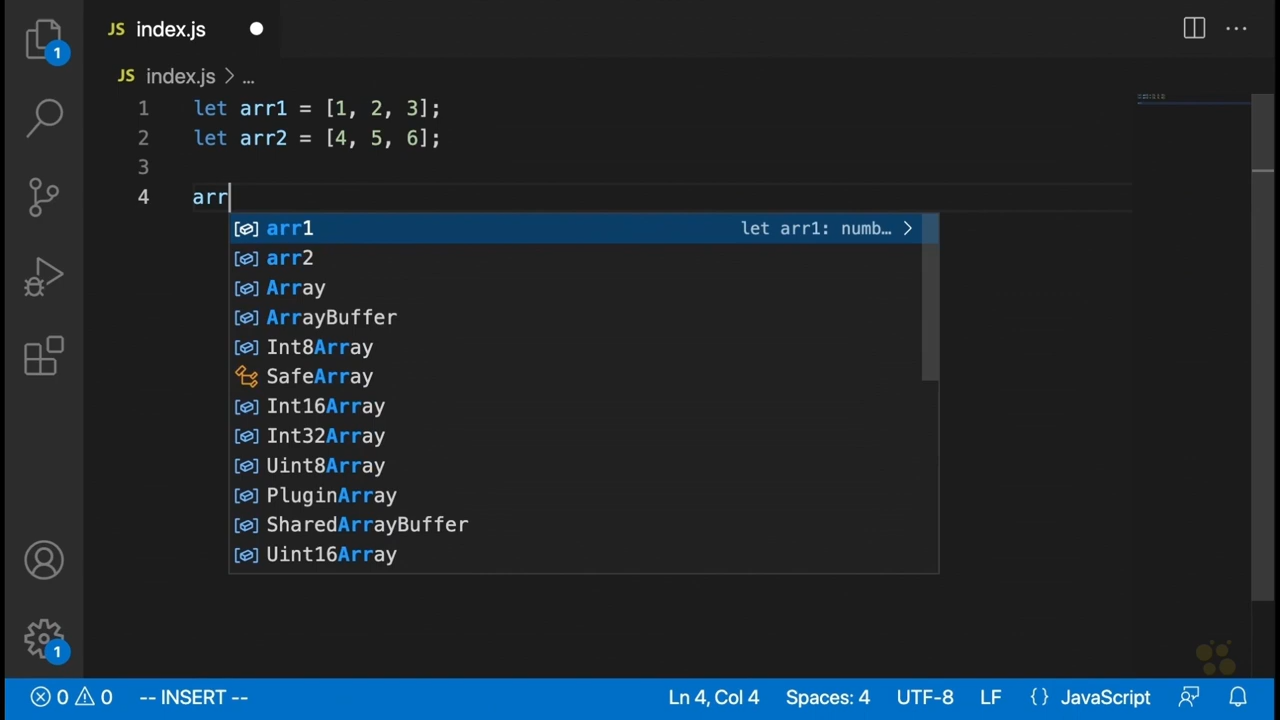 JS index.js
JS index.js > ...
1 let arr1 = [1, 2, 3];
2 let arr2 = [4, 5, 6];
3
4 arr
arr1 let arr1: numb…
arr2
Array
ArrayBuffer
Int8Array
SafeArray
Int16Array
Int32Array
Uint8Array
PluginArray
SharedArrayBuffer
Uint16Array
1
1
0 0 -- INSERT -- Ln 4, Col 4 Spaces: 4 UTF-8 LF {} JavaScript